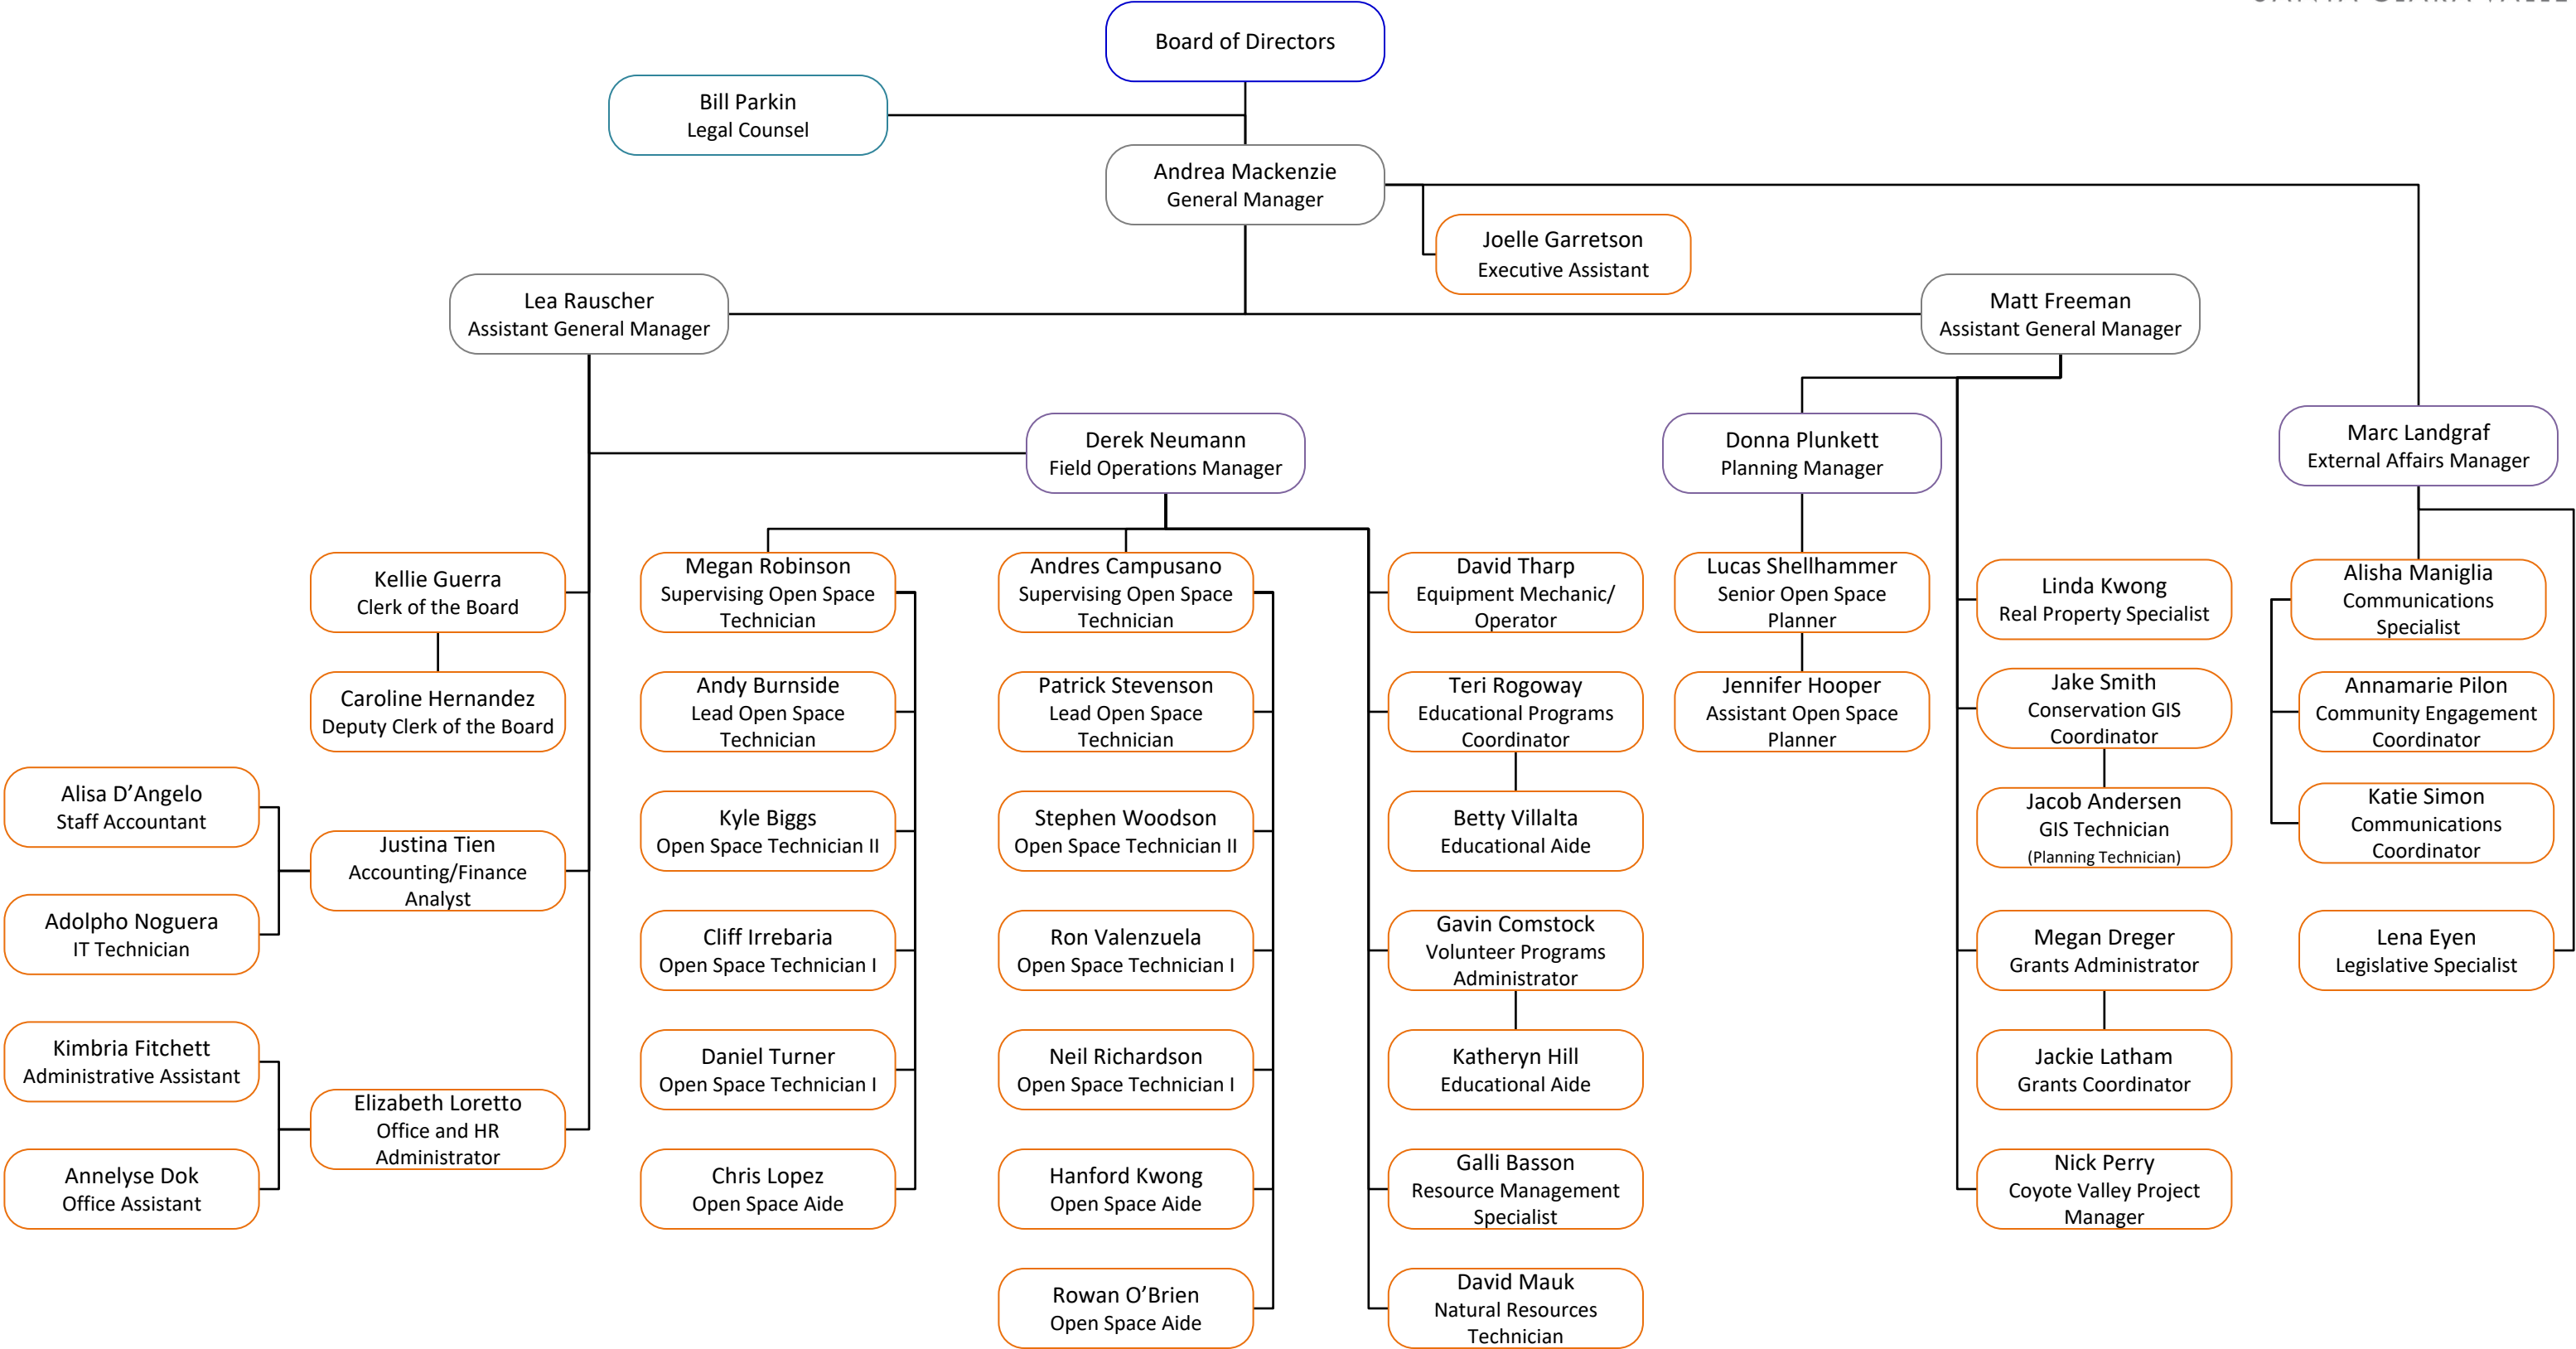 Board of Directors
Bill Parkin
Legal Counsel
Andrea Mackenzie
General Manager
Joelle Garretson
Executive Assistant
Lea Rauscher
Assistant General Manager
Matt Freeman
Assistant General Manager
Derek Neumann
Field Operations Manager
Donna Plunkett
Planning Manager
Marc Landgraf
External Affairs Manager
Kellie Guerra
Clerk of the Board
Caroline Hernandez
Deputy Clerk of the Board
Alisa D’Angelo
Staff Accountant
Adolpho Noguera
IT Technician
Justina Tien
Accounting/Finance
Analyst
Kimbria Fitchett
Administrative Assistant
Annelyse Dok
Office Assistant
Elizabeth Loretto
Office and HR
Administrator
Megan Robinson
Supervising Open Space
Technician
Andy Burnside
Lead Open Space
Technician
Kyle Biggs
Open Space Technician II
Cliff Irrebaria
Open Space Technician I
Daniel Turner
Open Space Technician I
Chris Lopez
Open Space Aide
Andres Campusano
Supervising Open Space
Technician
Patrick Stevenson
Lead Open Space
Technician
Stephen Woodson
Open Space Technician II
Ron Valenzuela
Open Space Technician I
Neil Richardson
Open Space Technician I
Hanford Kwong
Open Space Aide
Rowan O’Brien
Open Space Aide
David Tharp
Equipment Mechanic/
Operator
Teri Rogoway
Educational Programs
Coordinator
Betty Villalta
Educational Aide
Gavin Comstock
Volunteer Programs
Administrator
Katheryn Hill
Educational Aide
Galli Basson
Resource Management
Specialist
David Mauk
Natural Resources
Technician
Lucas Shellhammer
Senior Open Space
Planner
Jennifer Hooper
Assistant Open Space
Planner
Linda Kwong
Real Property Specialist
Jake Smith
Conservation GIS
Coordinator
Jacob Andersen
GIS Technician
(Planning Technician)
Megan Dreger
Grants Administrator
Jackie Latham
Grants Coordinator
Nick Perry
Coyote Valley Project
Manager
Alisha Maniglia
Communications
Specialist
Annamarie Pilon
Community Engagement
Coordinator
Katie Simon
Communications
Coordinator
Lena Eyen
Legislative Specialist